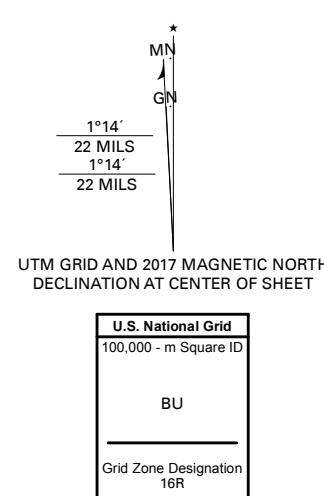 ★
MN
GN
1°14´
22 MILS
1°14´
22 MILS
UTM GRID AND 2017 MAGNETIC NORTH
DECLINATION AT CENTER OF SHEET
U.S. National Grid
100,000 - m Square ID
BU
Grid Zone Designation
16R